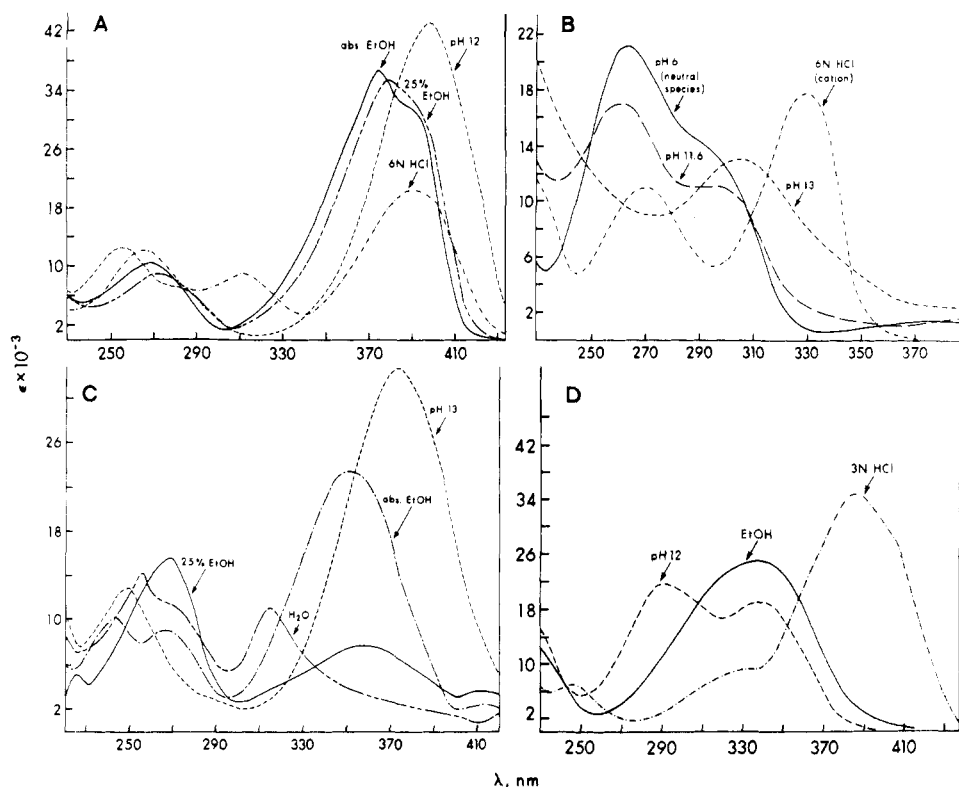 A
abs. EtOH
pH 12
25%
EtOH
6N HCl
42
34
26
18
10
2
250
290
330
370
410
B
pH 6
(neutral
species)
6N HCl
(cation)
pH 11.6
pH 13
22
18
14
10
6
2
250
270
290
310
330
350
370
ε × 10⁻³
C
pH 13
abs. EtOH
25% EtOH
H₂O
26
18
10
2
250
290
330
370
410
D
3N HCl
EtOH
pH 12
42
34
26
18
10
2
250
290
330
370
410
λ, nm